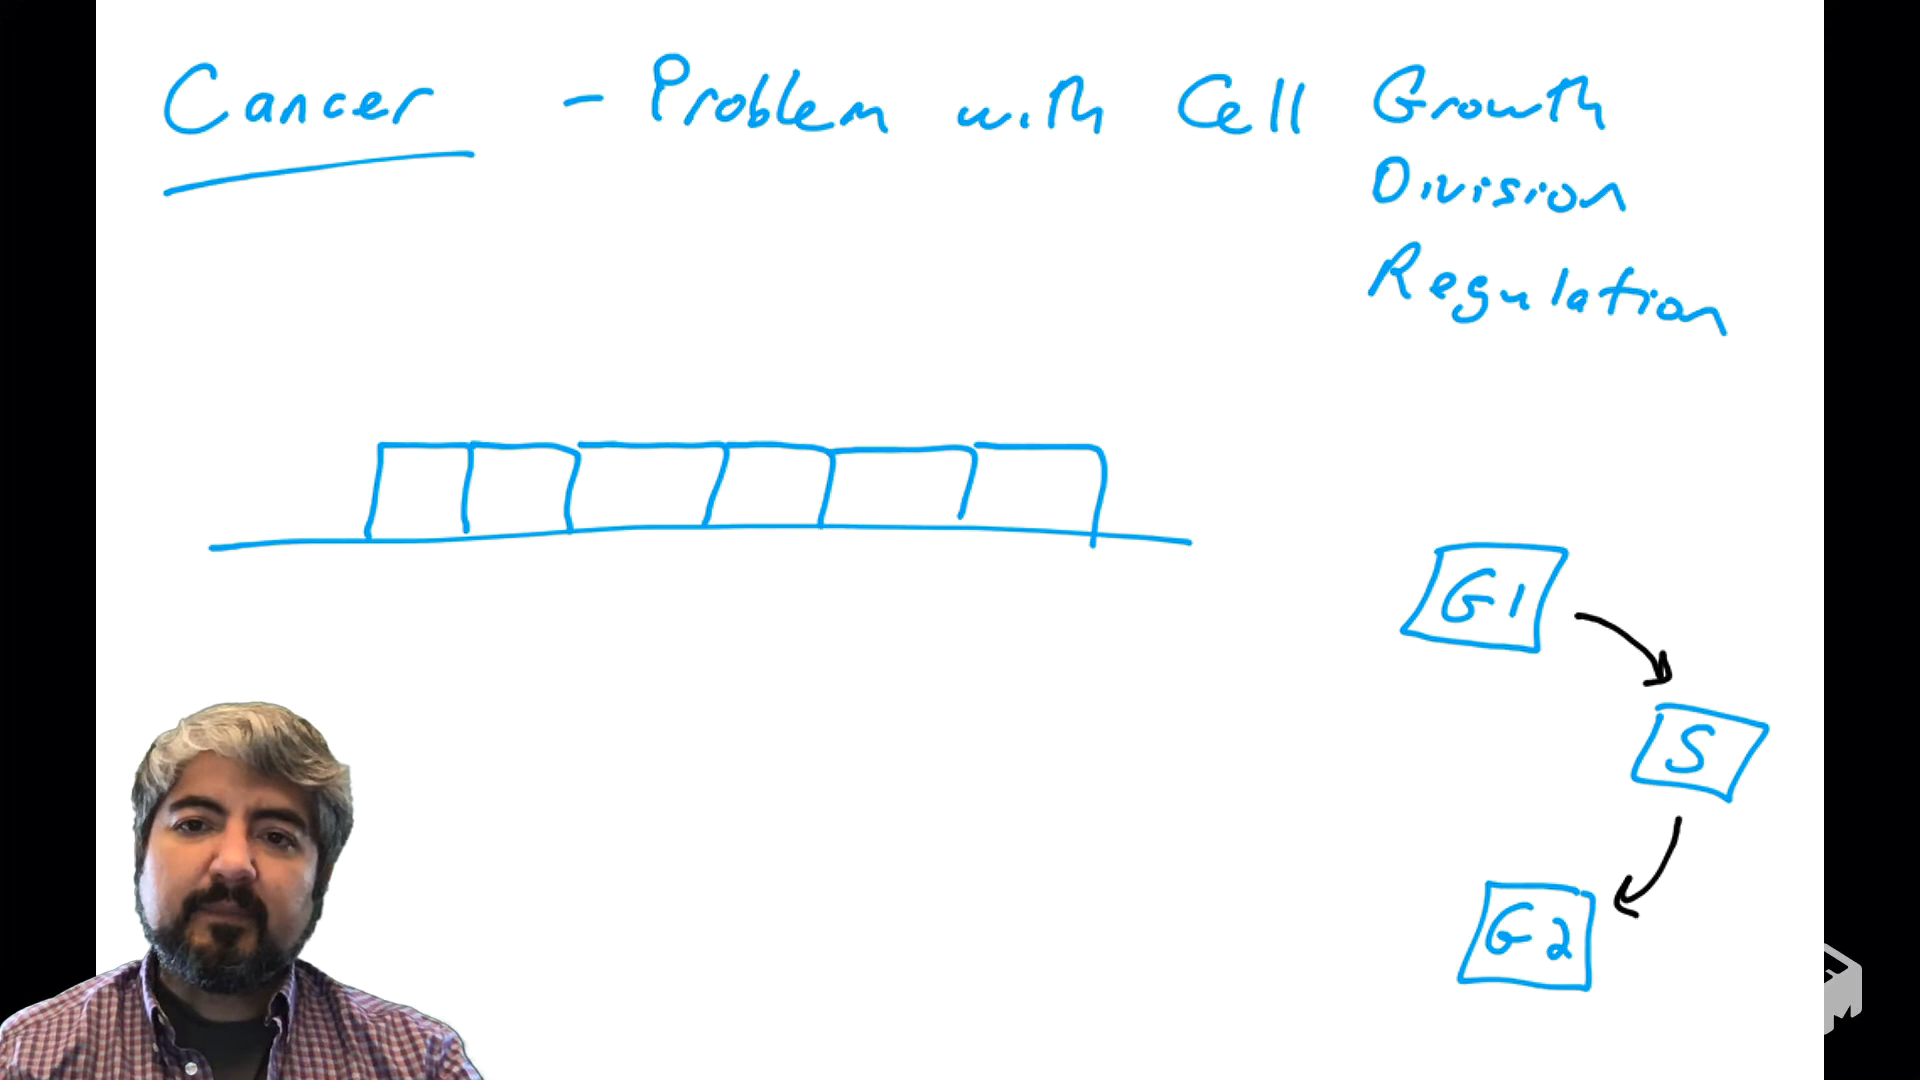 Cancer - Problem with Cell Growth
Division
Regulation
G1
S
G2